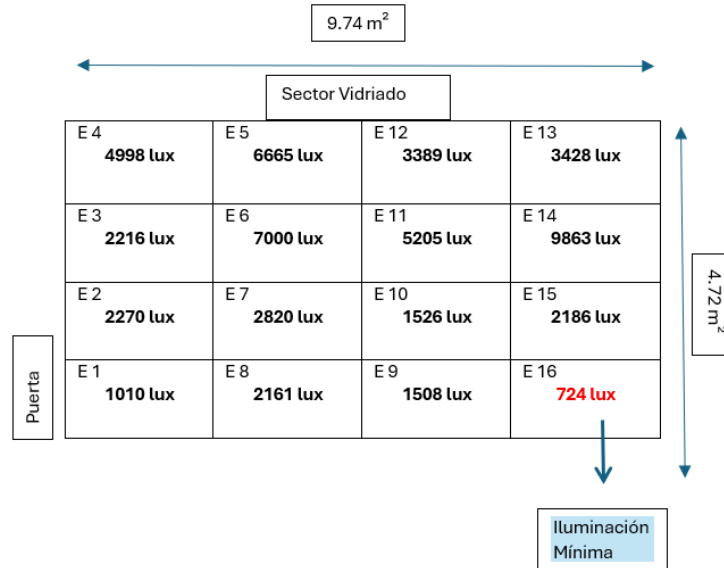 9.74 m²
Sector Vidriado
E 4
4998 lux
E 5
6665 lux
E 12
3389 lux
E 13
3428 lux
E 3
2216 lux
E 6
7000 lux
E 11
5205 lux
E 14
9863 lux
E 2
2270 lux
E 7
2820 lux
E 10
1526 lux
E 15
2186 lux
4.72 m²
Puerta
E 1
1010 lux
E 8
2161 lux
E 9
1508 lux
E 16
724 lux
Iluminación
Mínima